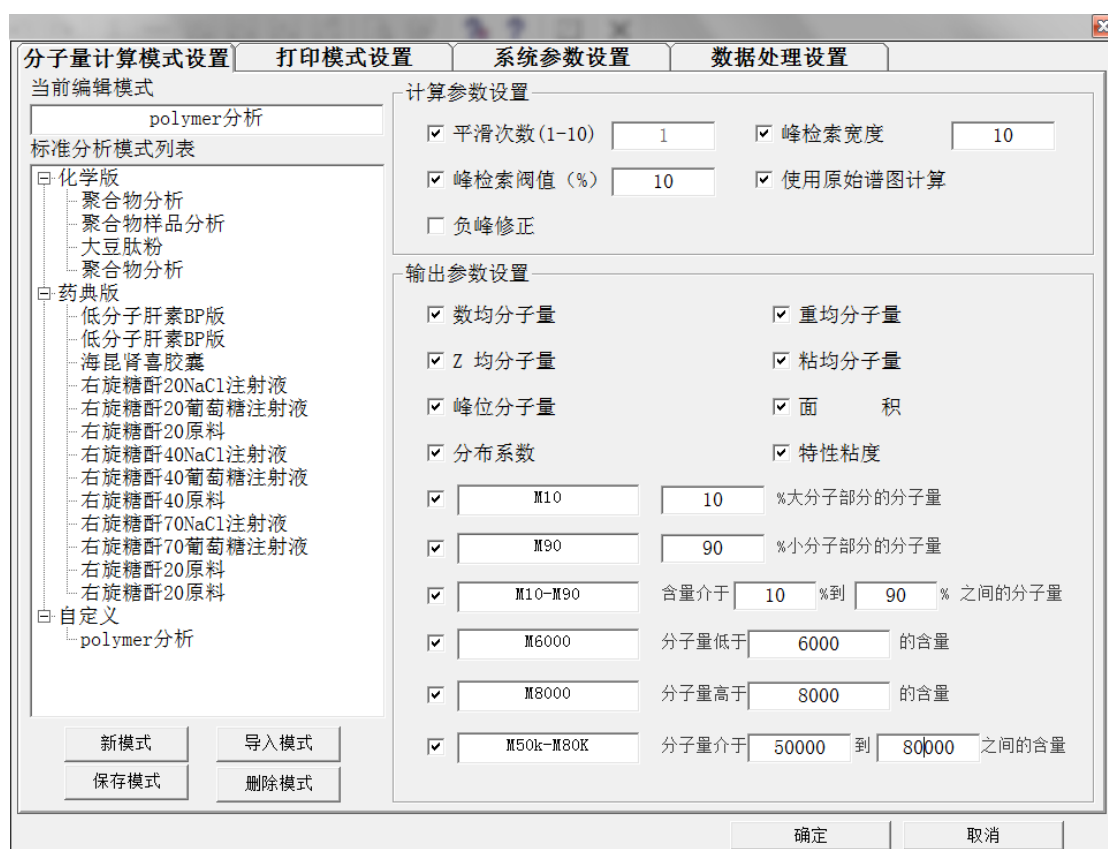 分子量计算模式设置 打印模式设置 系统参数设置 数据处理设置
当前编辑模式
polymer分析
标准分析模式列表
化学版
聚合物分析
聚合物样品分析
大豆肽粉
聚合物分析
药典版
低分子肝素BP版
低分子肝素BP版
海昆肾喜胶囊
右旋糖酐20NaCl注射液
右旋糖酐20葡萄糖注射液
右旋糖酐20原料
右旋糖酐40NaCl注射液
右旋糖酐40葡萄糖注射液
右旋糖酐40原料
右旋糖酐70NaCl注射液
右旋糖酐70葡萄糖注射液
右旋糖酐20原料
右旋糖酐20原料
自定义
polymer分析
新模式 导入模式
保存模式 删除模式
计算参数设置
平滑次数(1-10) 1 峰检索宽度 10
峰检索阀值（%） 10 使用原始谱图计算
负峰修正
输出参数设置
数均分子量 重均分子量
Z 均分子量 粘均分子量
峰位分子量 面 积
分布系数 特性粘度
M10 10 %大分子部分的分子量
M90 90 %小分子部分的分子量
M10-M90 含量介于 10 %到 90 % 之间的分子量
M6000 分子量低于 6000 的含量
M8000 分子量高于 8000 的含量
M50k-M80K 分子量介于 50000 到 80000 之间的含量
确定 取消